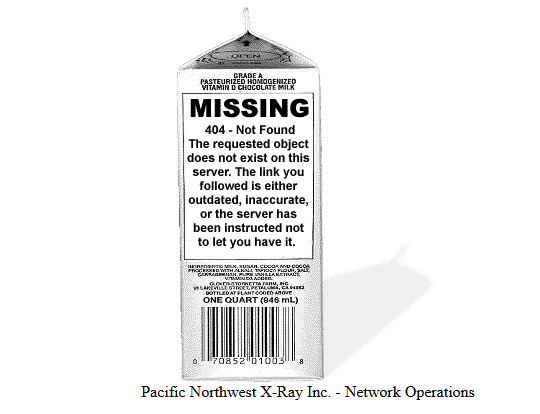 OPEN
GRADE A
PASTEURIZED HOMOGENIZED
VITAMIN D CHOCOLATE MILK
MISSING
404 - Not Found
The requested object
does not exist on this
server. The link you
followed is either
outdated, inaccurate,
or the server has
been instructed not
to let you have it.
INGREDIENTS: MILK, SUGAR, COCOA AND COCOA
PROCESSED WITH ALKALI, TAPIOCA FLOUR, SALT,
CARRAGEENAN, PURE VANILLA EXTRACT,
VITAMIN D3 ADDED.
CLOVER-STORNETTA FARM, INC.
91 LAKEVILLE STREET, PETALUMA, CA 94952
BOTTLED AT PLANT CODED ABOVE
ONE QUART (946 mL)
0 70852 01003 8
Pacific Northwest X-Ray Inc. - Network Operations